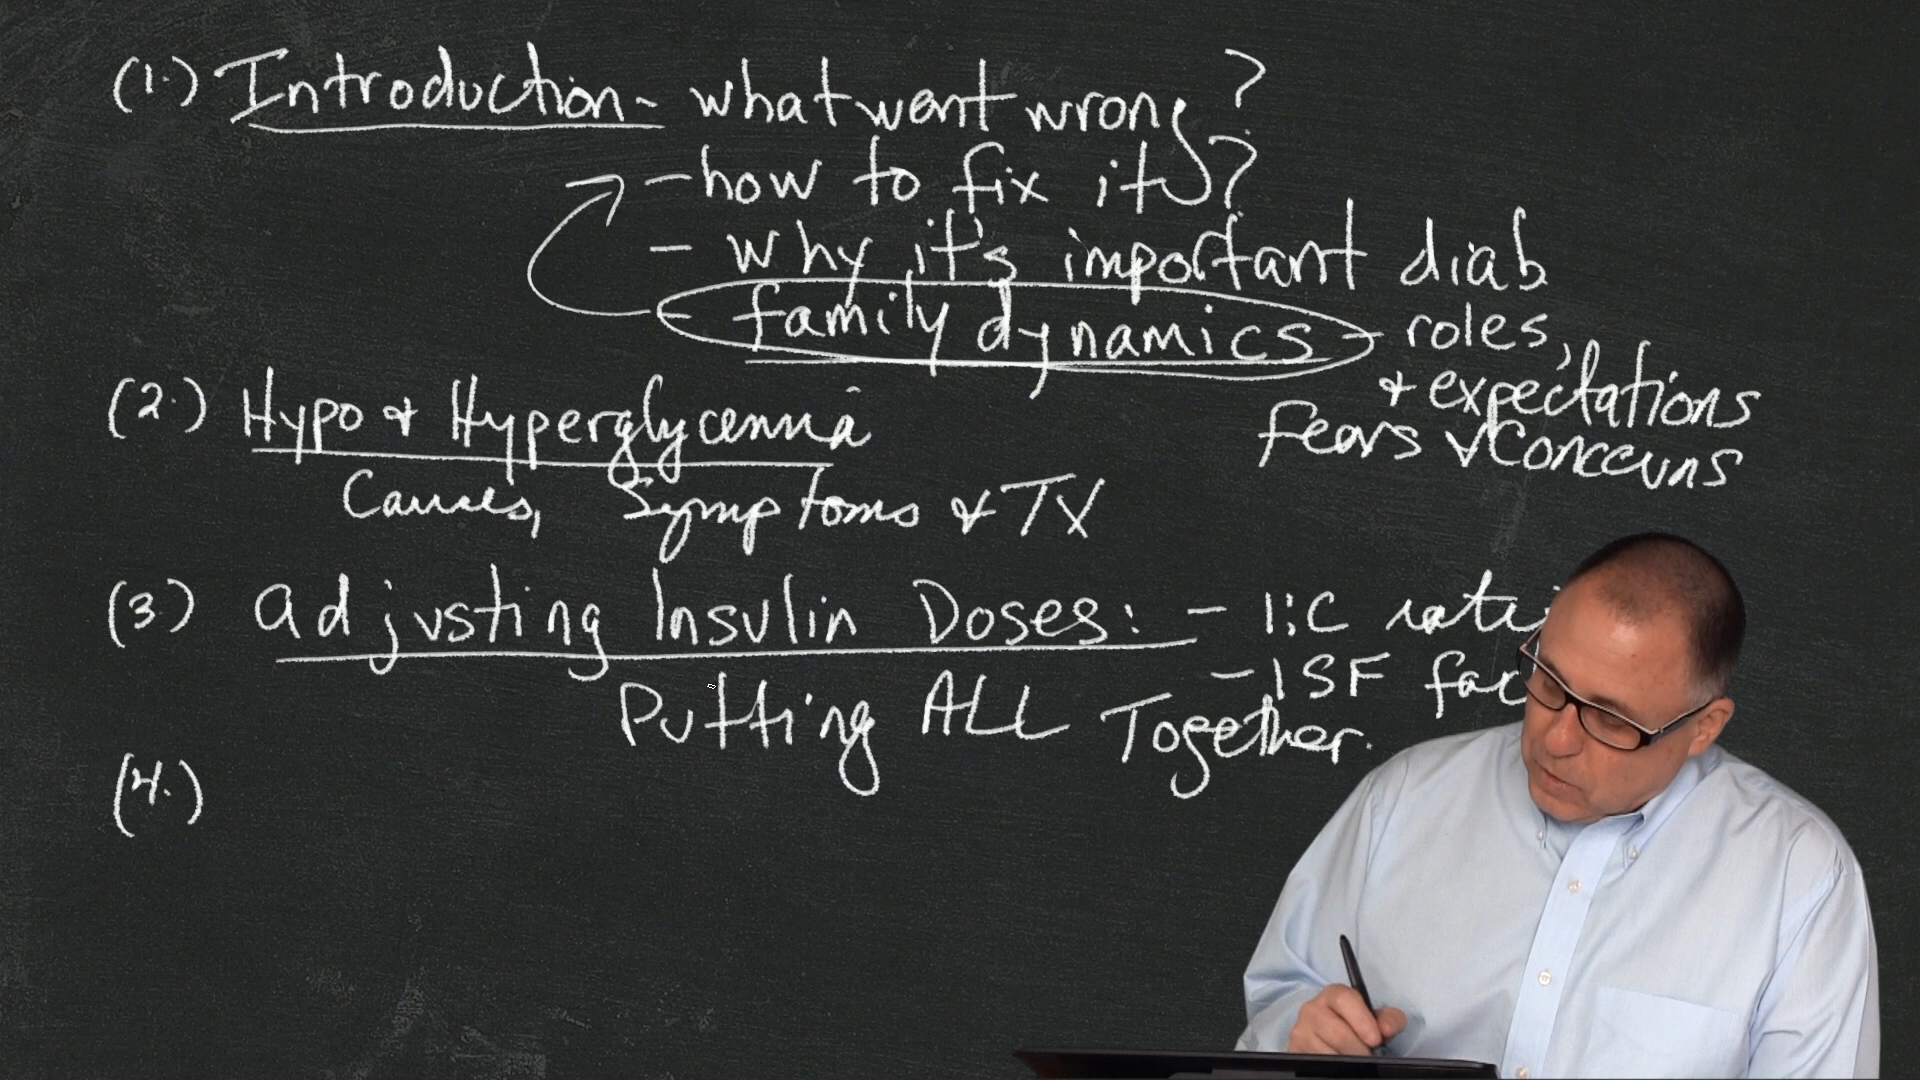 (1.) Introduction - what went wrong?
- how to fix it?
- why it's important diab
- family dynamics - roles,
& expectations
fears & concerns
(2.) Hypo & Hyperglycemia
Causes, Symptoms & TX
(3.) Adjusting Insulin Doses: - I:C
- ISF
Putting ALL Together.
(4.)